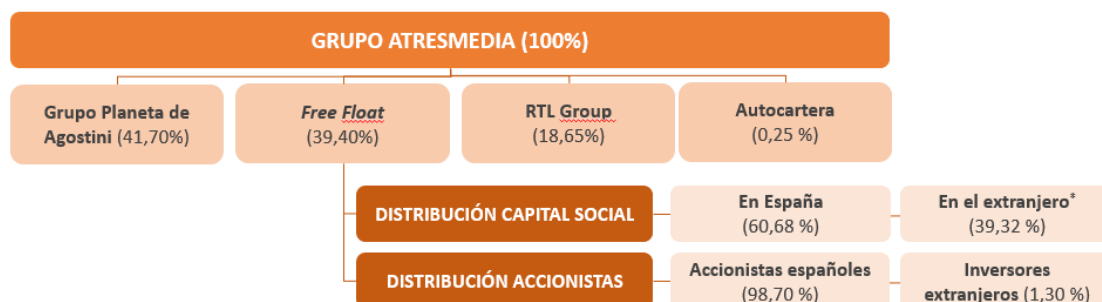 GRUPO ATRESMEDIA (100%)
Grupo Planeta de
Agostini (41,70%)
Free Float
(39,40%)
RTL Group
(18,65%)
Autocartera
(0,25 %)
DISTRIBUCIÓN CAPITAL SOCIAL
En España
(60,68 %)
En el extranjero*
(39,32 %)
DISTRIBUCIÓN ACCIONISTAS
Accionistas españoles
(98,70 %)
Inversores
extranjeros (1,30 %)